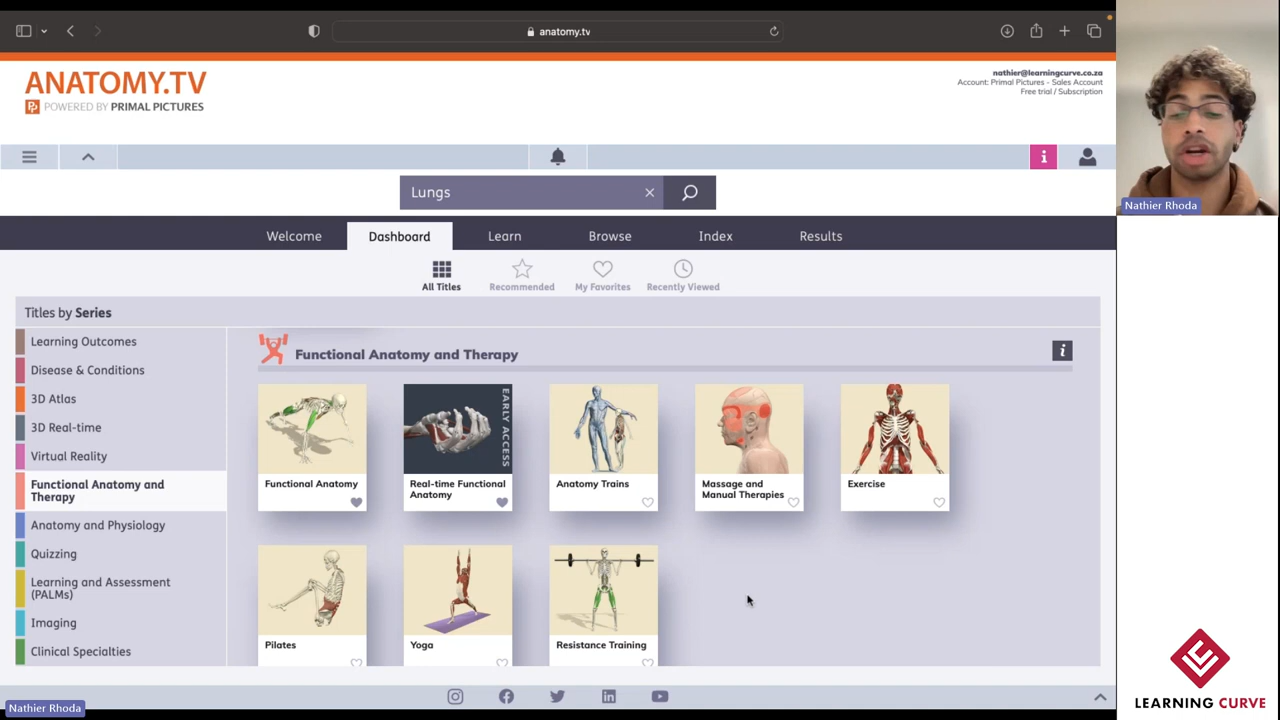 anatomy.tv
ANATOMY.TV
PP POWERED BY PRIMAL PICTURES
nathier@learningcurve.co.za
Account: Primal Pictures - Sales Account
Free trial / Subscription
i
Lungs
Welcome
Dashboard
Learn
Browse
Index
Results
All Titles
Recommended
My Favorites
Recently Viewed
Titles by Series
Learning Outcomes
Disease & Conditions
3D Atlas
3D Real-time
Virtual Reality
Functional Anatomy and
Therapy
Anatomy and Physiology
Quizzing
Learning and Assessment
(PALMs)
Imaging
Clinical Specialties
Functional Anatomy and Therapy
i
Functional Anatomy
EARLY ACCESS
Real-time Functional
Anatomy
Anatomy Trains
Massage and
Manual Therapies
Exercise
Pilates
Yoga
Resistance Training
Nathier Rhoda
Nathier Rhoda
LEARNING CURVE